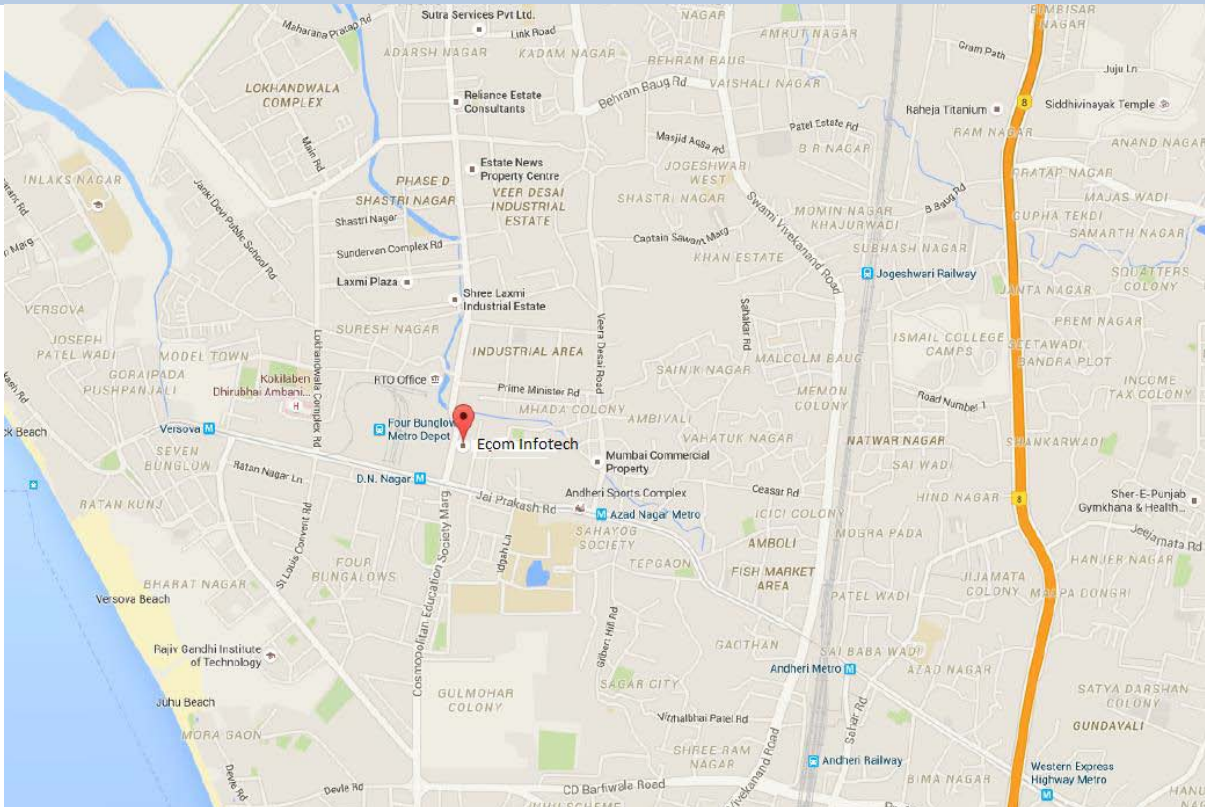 Sutra Services Pvt Ltd.
Maharana Pratap Rd
Link Road
NAGAR
BIMBISAR
NAGAR
ADARSH NAGAR
KADAM NAGAR
AMRUT NAGAR
BEHRAM BAUG
Gram Path
Juju Ln
LOKHANDWALA
COMPLEX
Reliance Estate
Consultants
Behram Baug Rd
VAISHALI NAGAR
8
Raheja Titanium
Siddhivinayak Temple
Patel Estate Rd
RAM NAGAR
Main Rd
B R NAGAR
ANAND NAGAR
Estate News
Property Centre
JOGESHWARI
WEST
PRATAP NAGAR
INLAKS NAGAR
PHASE D
VEER DESAI
INDUSTRIAL
ESTATE
SHASTRI NAGAR
SHASTRI NAGAR
MAJAS WADI
B Baug Rd
Janki Devi Public School Rd
Shastri Nagar
Swami Vivekanand Road
MOMIN NAGAR
KHAJURWADI
GUPHA TEKDI
SAMARTH NAGAR
Sunderven Complex Rd
Captain Sawant Marg
KHAN ESTATE
SUBHASH NAGAR
Laxmi Plaza
Jogeshwari Railway
SQUATTERS
COLONY
Shree Laxmi
Industrial Estate
JANTA NAGAR
VERSOVA
SURESH NAGAR
Veera Desai Road
Sahakar Rd
PREM NAGAR
JOSEPH
PATEL WADI
MODEL TOWN
INDUSTRIAL AREA
ISMAIL COLLEGE
CAMPS
SEETAWADI
BANDRA PLOT
MALCOLM BAUG
GORAIPADA
PUSHPANJALI
Lokhandwala Complex Rd
SAINIK NAGAR
Kokilaben
Dhirubhai Ambani...
H
RTO Office
Prime Minister Rd
MEMON
COLONY
INCOME
TAX COLONY
Road Number 1
MHADA COLONY
AMBIVALI
Versova
Four Bunglow
Metro Depot
Ecom Infotech
VAHATUK NAGAR
NATWAR NAGAR
SHANKARWADI
SEVEN
BUNGLOW
Mumbai Commercial
Property
SAI WADI
Ratan Nagar Ln
D.N. Nagar
Jai Prakash Rd
Andheri Sports Complex
Ceasar Rd
HIND NAGAR
8
Sher-E-Punjab
Gymkhana & Health...
RATAN KUNJ
Azad Nagar Metro
ICICI COLONY
St Louis Convent Rd
Cosmopolitan Education Society Marg
Idgah Ln
SAHAYOG
SOCIETY
AMBOLI
MOGRA PADA
Jeejamata Rd
FOUR
BUNGALOWS
TEPGAON
FISH MARKET
AREA
HANJER NAGAR
BHARAT NAGAR
JIJAMATA
COLONY
Versova Beach
PATEL WADI
Gilbert Hill Rd
GAOTHAN
Rajiv Gandhi Institute
of Technology
SAI BABA WADI
Andheri Metro
AZAD NAGAR
GULMOHAR
COLONY
SAGAR CITY
SATYA DARSHAN
COLONY
Juhu Beach
Sahar Rd
GUNDAVALI
MORA GAON
SHREE RAM
NAGAR
Vivekanand Road
Andheri Railway
Western Express
Highway Metro
Devle Rd
Devle Rd
CD Barfiwala Road
BIMA NAGAR